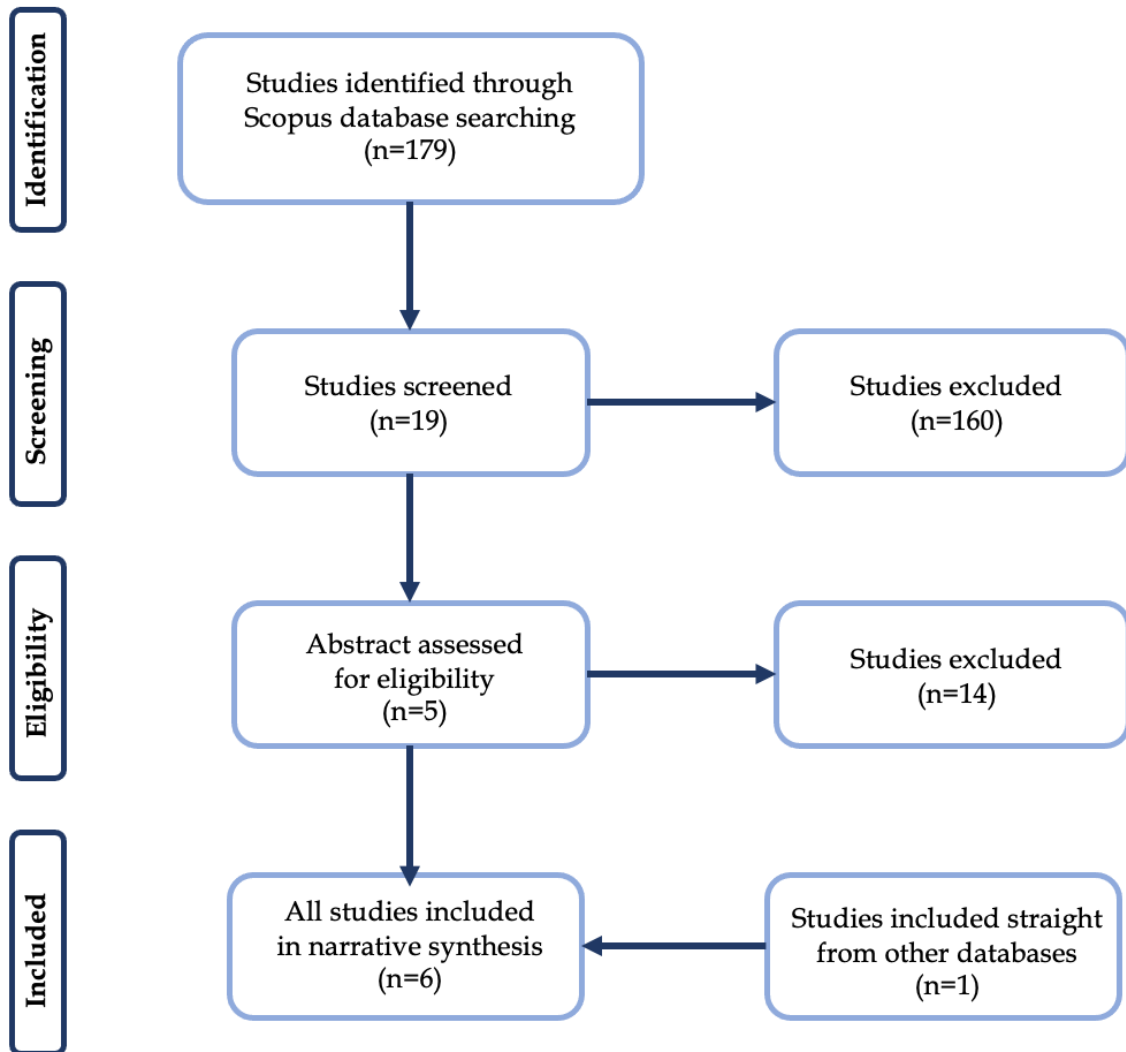 Identification
Studies identified through
Scopus database searching
(n=179)
Screening
Studies screened
(n=19)
Studies excluded
(n=160)
Eligibility
Abstract assessed
for eligibility
(n=5)
Studies excluded
(n=14)
Included
All studies included
in narrative synthesis
(n=6)
Studies included straight
from other databases
(n=1)